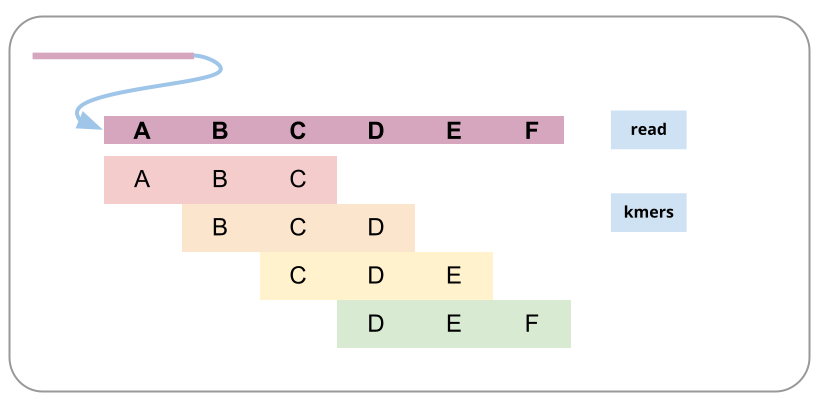 A B C D E F
read
A B C
kmers
B C D
C D E
D E F